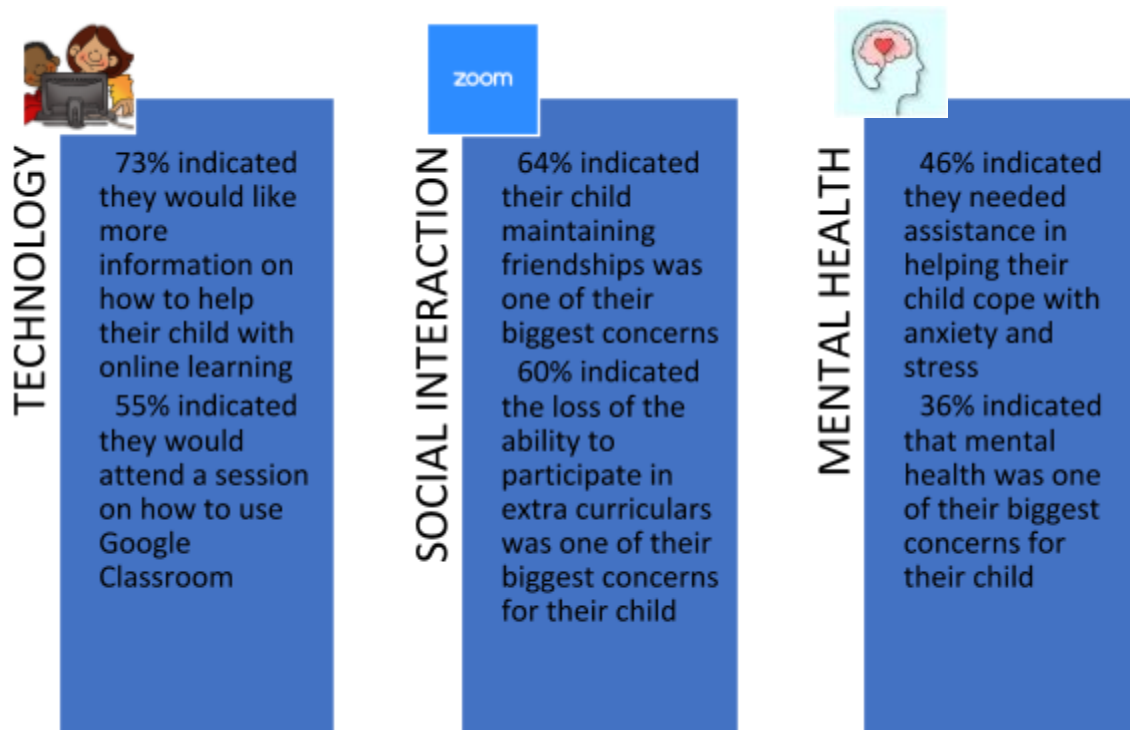 TECHNOLOGY
73% indicated
they would like
more
information on
how to help
their child with
online learning
55% indicated
they would
attend a session
on how to use
Google
Classroom
zoom
SOCIAL INTERACTION
64% indicated
their child
maintaining
friendships was
one of their
biggest concerns
60% indicated
the loss of the
ability to
participate in
extra curriculars
was one of their
biggest concerns
for their child
MENTAL HEALTH
46% indicated
they needed
assistance in
helping their
child cope with
anxiety and
stress
36% indicated
that mental
health was one
of their biggest
concerns for
their child